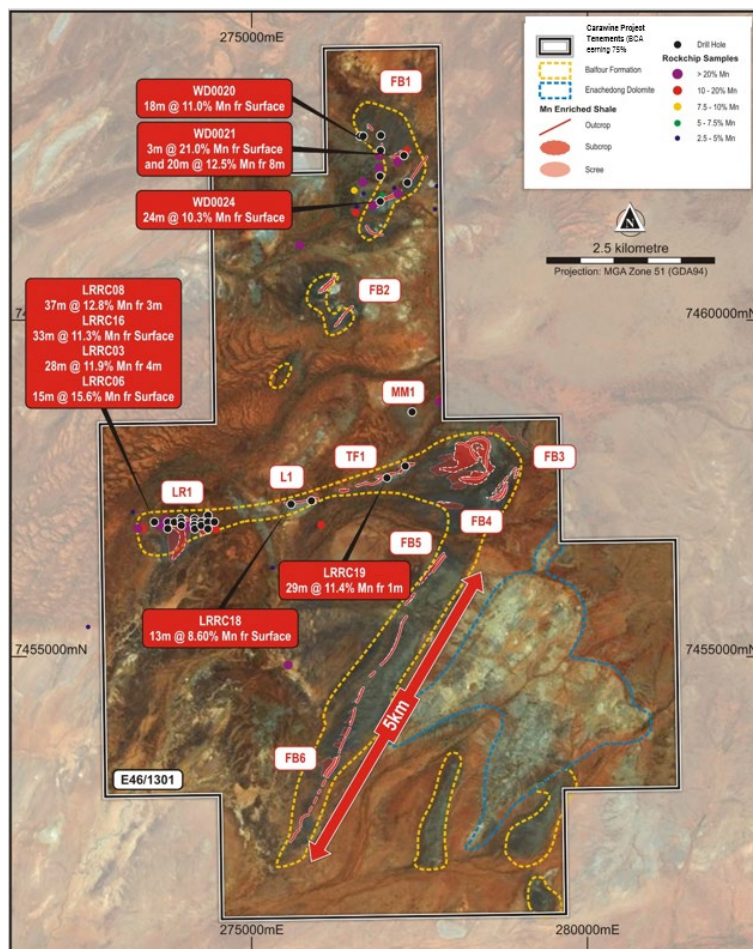 275000mE
Caravine Project
Tenements (BCA
earning 75%
Balfour Formation
Enachedong Dolomite
Mn Enriched Shale
Outcrop
Subcrop
Scree
Drill Hole
Rockchip Samples
> 20% Mn
10 - 20% Mn
7.5 - 10% Mn
5 - 7.5% Mn
2.5 - 5% Mn
N
2.5 kilometre
Projection: MGA Zone 51 (GDA94)
FB1
WD0020
18m @ 11.0% Mn fr Surface
WD0021
3m @ 21.0% Mn fr Surface
and 20m @ 12.5% Mn fr 8m
WD0024
24m @ 10.3% Mn fr Surface
LRRC08
37m @ 12.8% Mn fr 3m
LRRC16
33m @ 11.3% Mn fr Surface
LRRC03
28m @ 11.9% Mn fr 4m
LRRC06
15m @ 15.6% Mn fr Surface
FB2
7460000mN
MM1
TF1
FB3
L1
LR1
FB4
FB5
LRRC19
29m @ 11.4% Mn fr 1m
LRRC18
13m @ 8.60% Mn fr Surface
7455000mN
7455000mN
5km
FB6
E46/1301
275000mE
280000mE